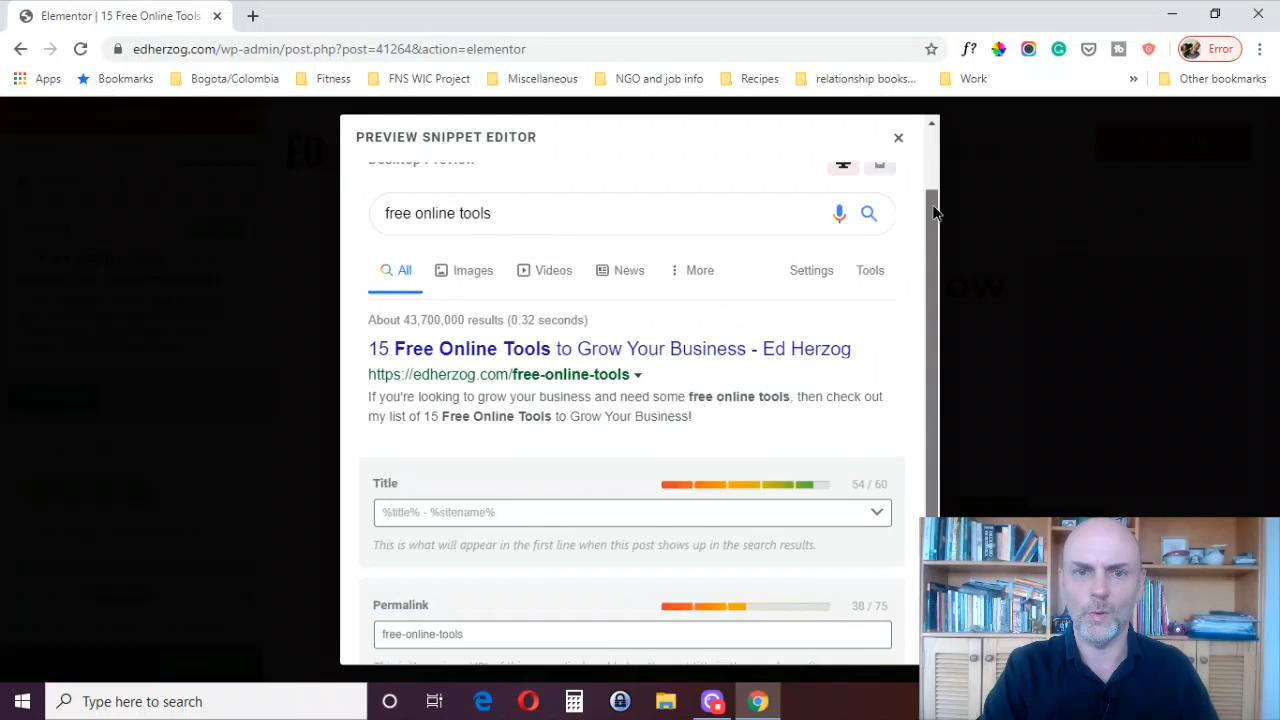 Elementor | 15 Free Online Tools
edherzog.com/wp-admin/post.php?post=41264&action=elementor
f?
Error
Apps
Bookmarks
Bogota/Colombia
Fitness
FNS WIC Project
Miscellaneous
NGO and job info
Recipes
relationship books...
Work
»
Other bookmarks
PREVIEW SNIPPET EDITOR
Desktop Preview
free online tools
All
Images
Videos
News
More
Settings
Tools
About 43,700,000 results (0.32 seconds)
15 Free Online Tools to Grow Your Business - Ed Herzog
https://edherzog.com/free-online-tools
If you're looking to grow your business and need some free online tools, then check out
my list of 15 Free Online Tools to Grow Your Business!
Title
54 / 60
%title% - %sitename%
This is what will appear in the first line when this post shows up in the search results.
Permalink
38 / 75
free-online-tools
Type here to search